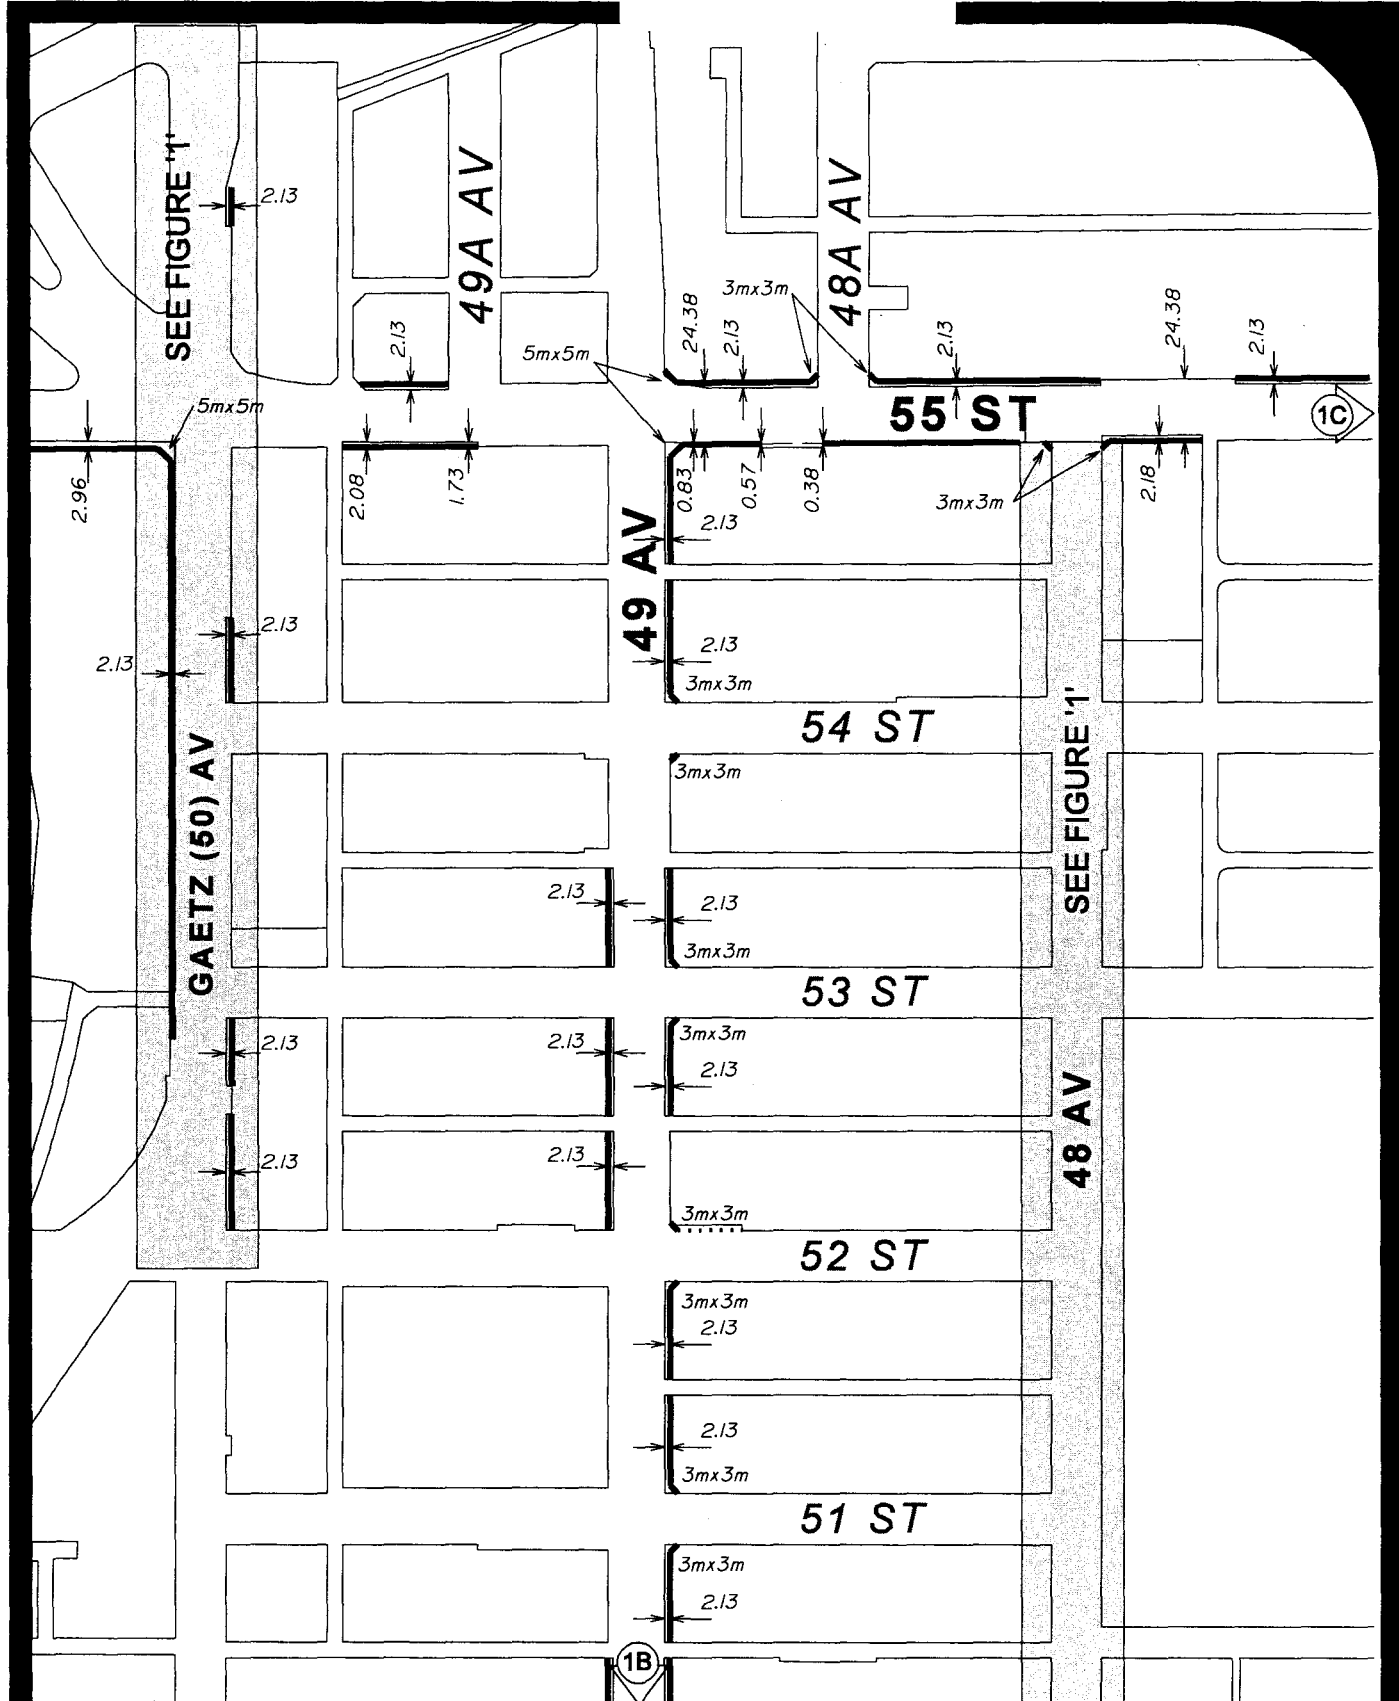 SEE FIGURE '1'
2.13
49A AV
48A AV
3mx3m
24.38
2.13
2.13
5mx5m
2.13
24.38
2.13
5mx5m
55 ST
1C
2.96
2.08
1.73
0.83
0.57
0.38
3mx3m
2.18
49 AV
2.13
2.13
2.13
2.13
3mx3m
54 ST
SEE FIGURE '1'
GAETZ (50) AV
3mx3m
2.13
2.13
3mx3m
53 ST
2.13
2.13
3mx3m
2.13
48 AV
2.13
2.13
3mx3m
52 ST
3mx3m
2.13
2.13
3mx3m
51 ST
3mx3m
2.13
1B